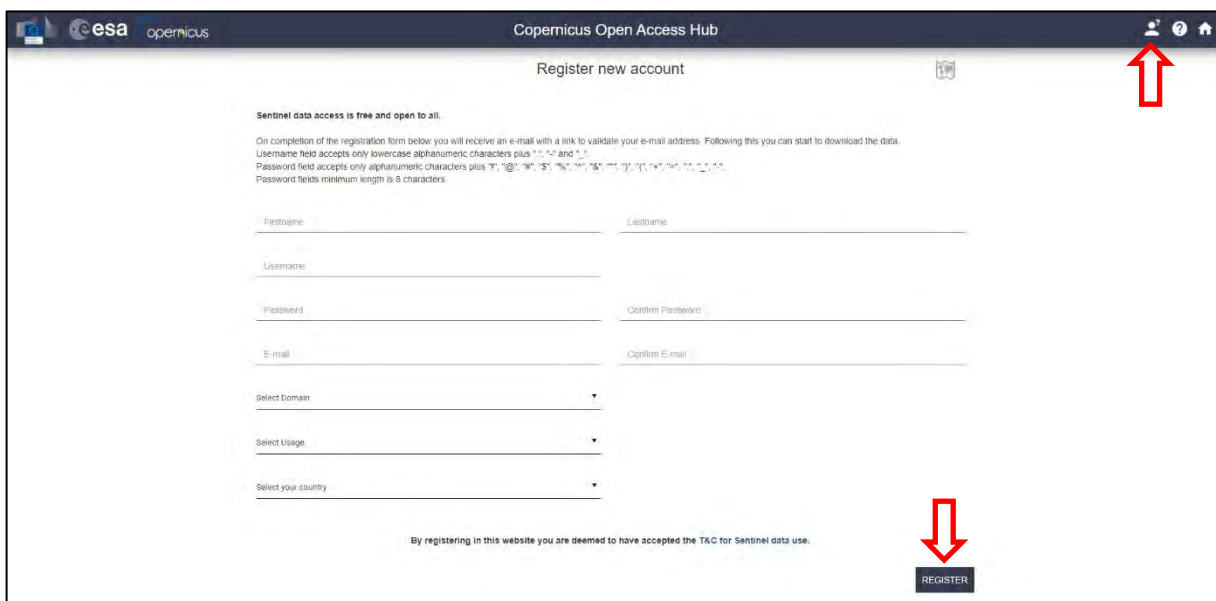 esa opernicus Copernicus Open Access Hub
Register new account
Sentinel data access is free and open to all.
On completion of the registration form below you will receive an e-mail with a link to validate your e-mail address. Following this you can start to download the data.
Username field accepts only lowercase alphanumeric characters plus ".", "-" and "_".
Password field accepts only alphanumeric characters plus "!", "@", "#", "$", "%", "^", "&", "*", ")", "(", "+", "=", ".", "_", "-".
Password fields minimum length is 8 characters.
Firstname Lastname
Username
Password Confirm Password
E-mail Confirm E-mail
Select Domain
Select Usage
Select your country
By registering in this website you are deemed to have accepted the T&C for Sentinel data use.
REGISTER